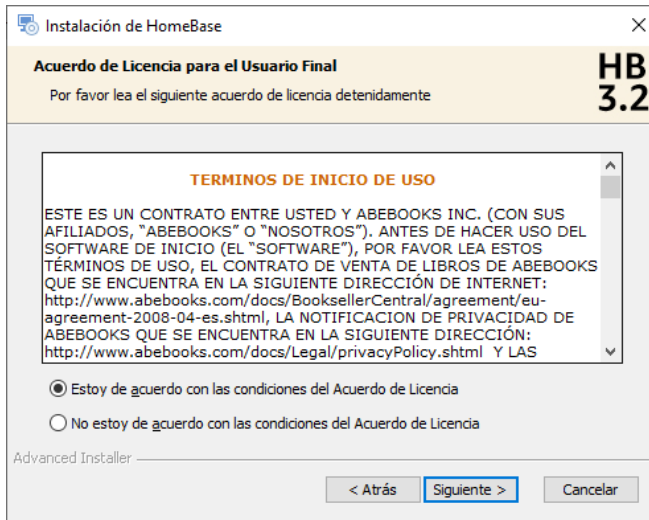 Instalación de HomeBase
Acuerdo de Licencia para el Usuario Final
Por favor lea el siguiente acuerdo de licencia detenidamente
HB
3.2
TERMINOS DE INICIO DE USO
ESTE ES UN CONTRATO ENTRE USTED Y ABEBOOKS INC. (CON SUS
AFILIADOS, “ABEBOOKS” O “NOSOTROS”). ANTES DE HACER USO DEL
SOFTWARE DE INICIO (EL “SOFTWARE”), POR FAVOR LEA ESTOS
TÉRMINOS DE USO, EL CONTRATO DE VENTA DE LIBROS DE ABEBOOKS
QUE SE ENCUENTRA EN LA SIGUIENTE DIRECCIÓN DE INTERNET:
http://www.abebooks.com/docs/BooksellerCentral/agreement/eu-
agreement-2008-04-es.shtml, LA NOTIFICACION DE PRIVACIDAD DE
ABEBOOKS QUE SE ENCUENTRA EN LA SIGUIENTE DIRECCIÓN:
http://www.abebooks.com/docs/Legal/privacyPolicy.shtml Y LAS
Estoy de acuerdo con las condiciones del Acuerdo de Licencia
No estoy de acuerdo con las condiciones del Acuerdo de Licencia
Advanced Installer
< Atrás Siguiente > Cancelar